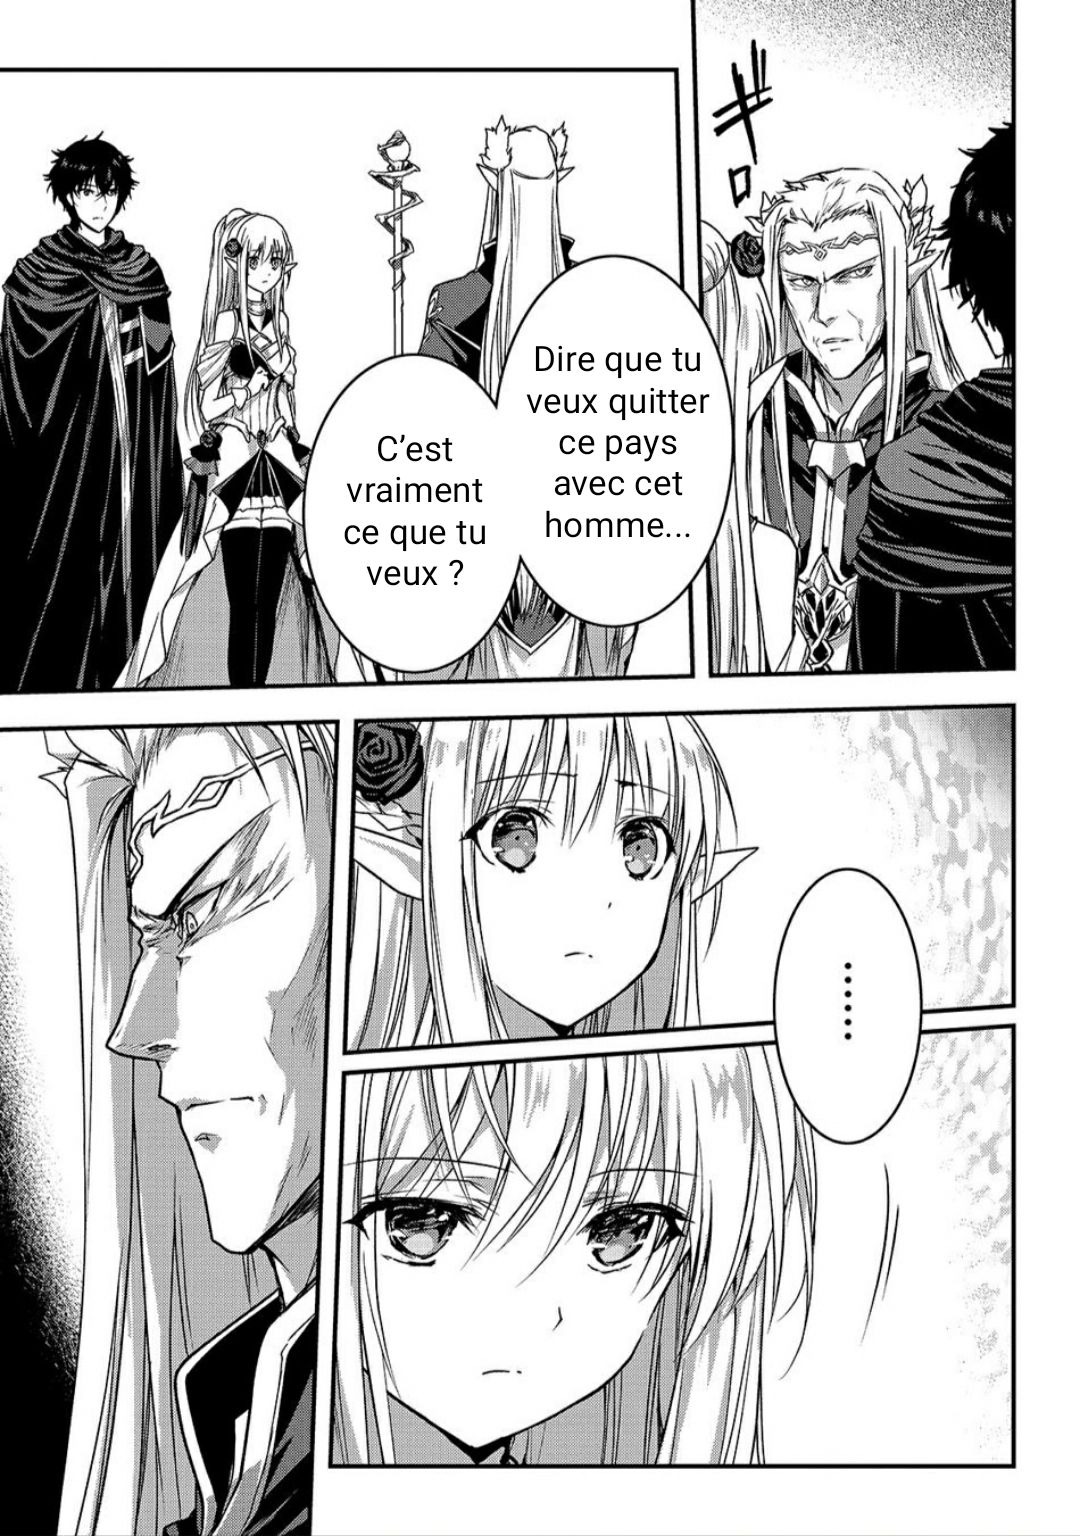 ギロ
Dire que tu
veux quitter
ce pays
avec cet
homme...
C’est
vraiment
ce que tu
veux ?
......